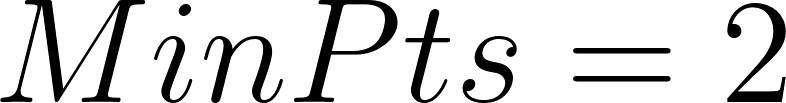 MinPts = 2